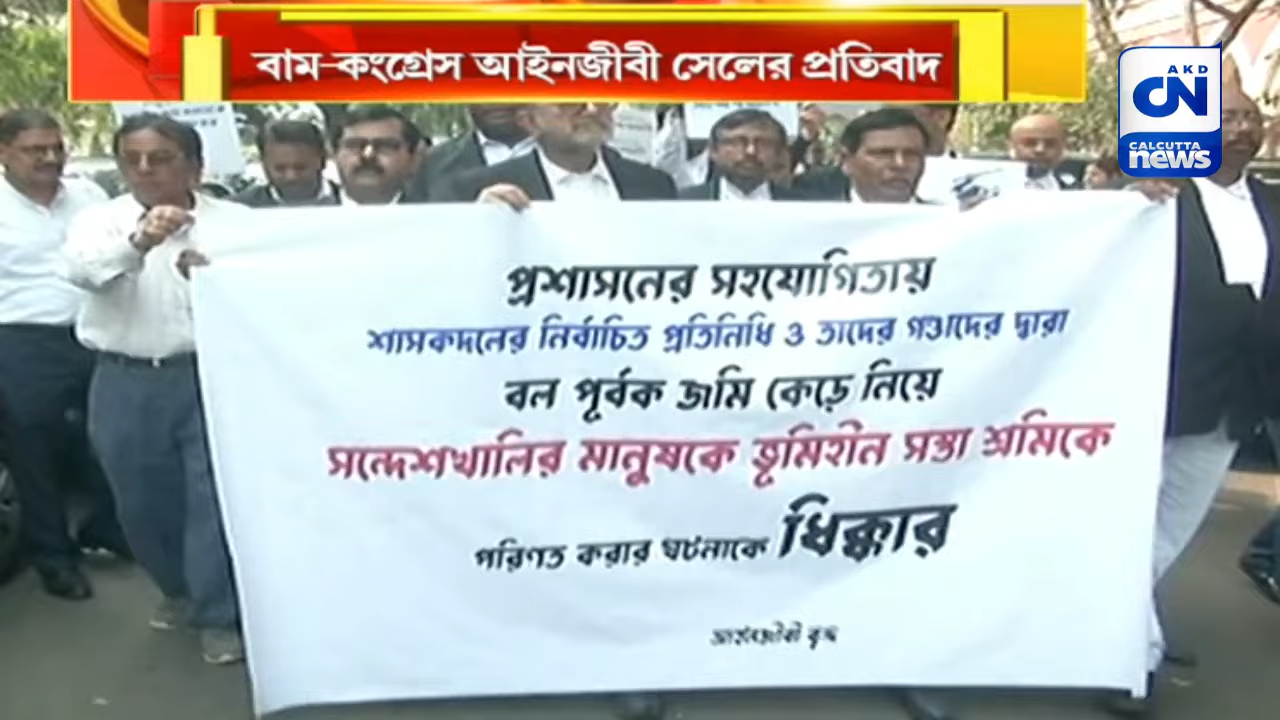 বাম-কংগ্রেস আইনজীবী সেলের প্রতিবাদ
AKD
CN
CALCUTTA
news
প্রশাসনের সহযোগিতায়
শাসকদলের নির্বাচিত প্রতিনিধি ও তাদের গণ্ডাদের দ্বারা
বল পূর্বক জমি কেড়ে নিয়ে
সন্দেশখালির মানুষকে ভূমিহীন সস্তা শ্রমিকে
পরিণত করার ঘটনাকে ধিক্কার
আইনজীবী বৃন্দ